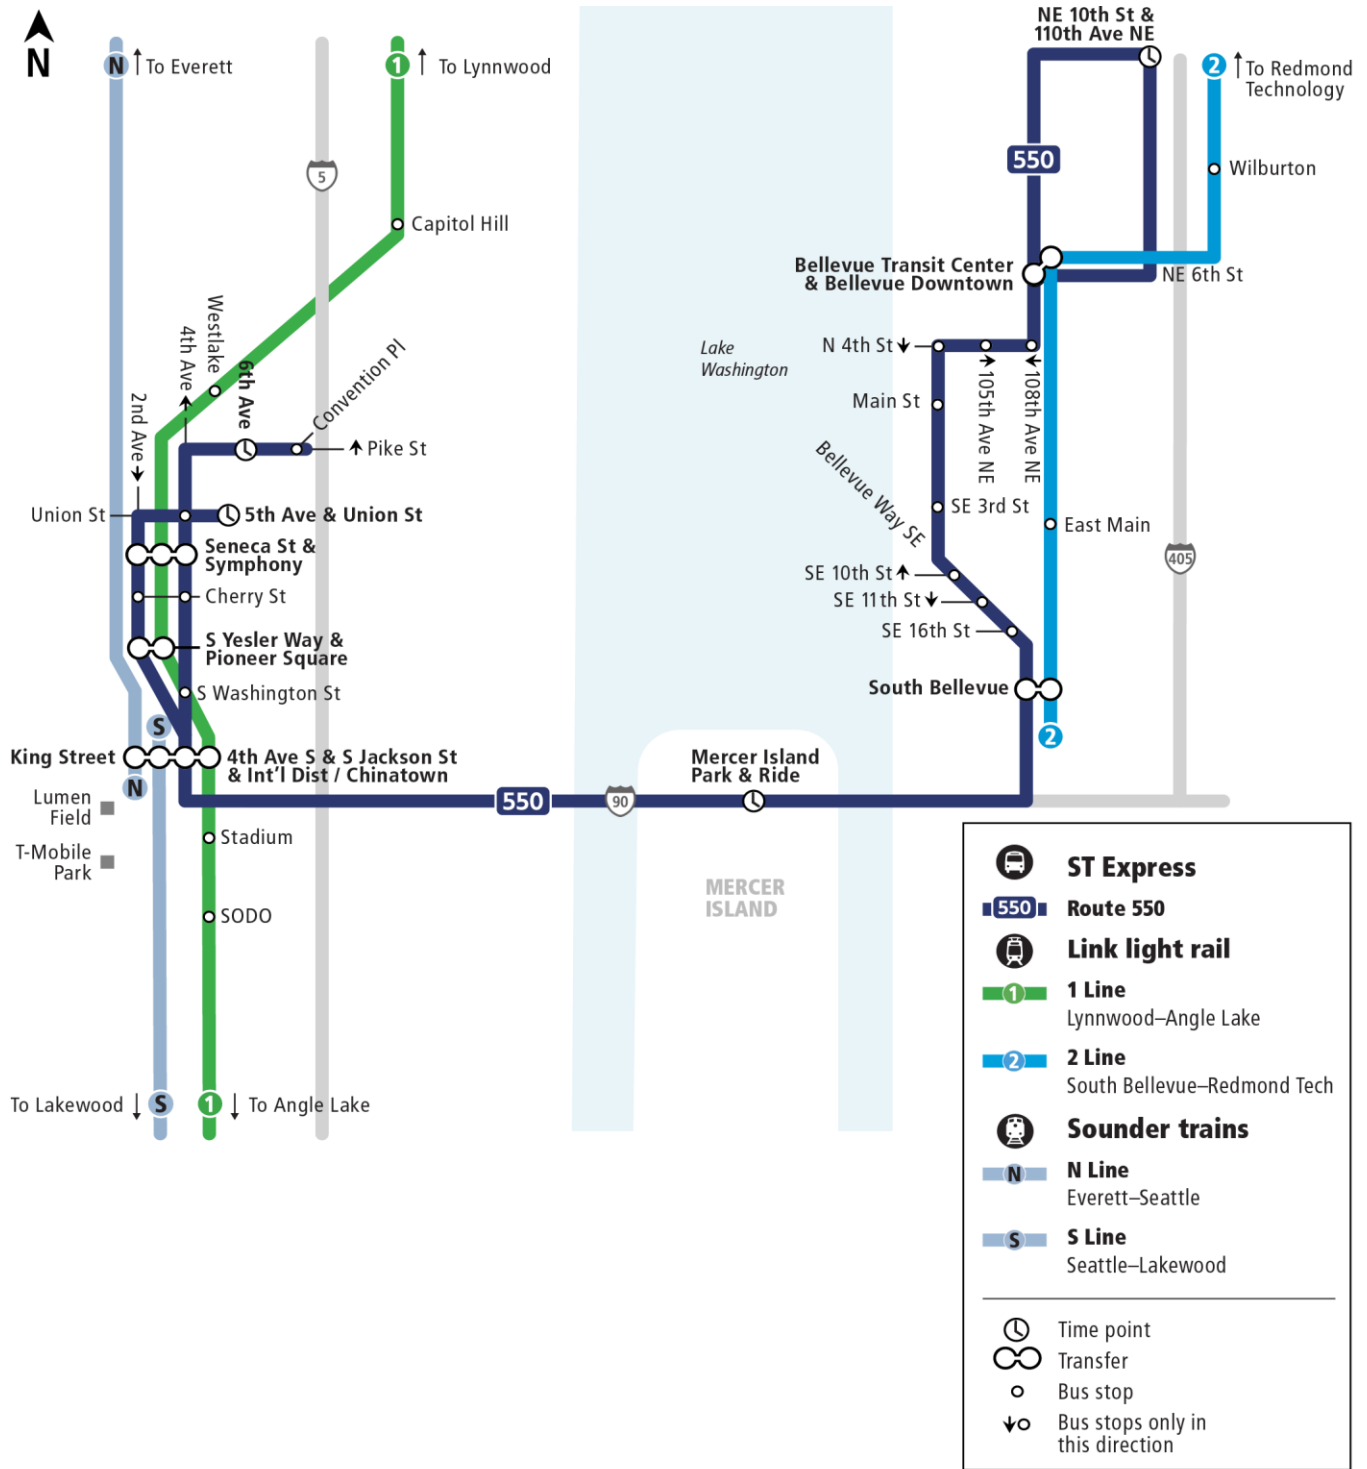 N
N
To Everett
1
To Lynnwood
5
Capitol Hill
Westlake
4th Ave
6th Ave
Convention Pl
2nd Ave
Pike St
Union St
5th Ave & Union St
Seneca St &
Symphony
Cherry St
S Yesler Way &
Pioneer Square
S Washington St
S
King Street
4th Ave S & S Jackson St
& Int'l Dist / Chinatown
N
Lumen
Field
T-Mobile
Park
Stadium
SODO
To Lakewood
S
1
To Angle Lake
550
90
Mercer Island
Park & Ride
MERCER
ISLAND
Lake
Washington
NE 10th St &
110th Ave NE
2
To Redmond
Technology
550
Wilburton
Bellevue Transit Center
& Bellevue Downtown
NE 6th St
N 4th St
105th Ave NE
108th Ave NE
Main St
Bellevue Way SE
SE 3rd St
East Main
405
SE 10th St
SE 11th St
SE 16th St
South Bellevue
2
ST Express
550
Route 550
Link light rail
1
1 Line
Lynnwood–Angle Lake
2
2 Line
South Bellevue–Redmond Tech
Sounder trains
N
N Line
Everett–Seattle
S
S Line
Seattle–Lakewood
Time point
Transfer
Bus stop
Bus stops only in
this direction